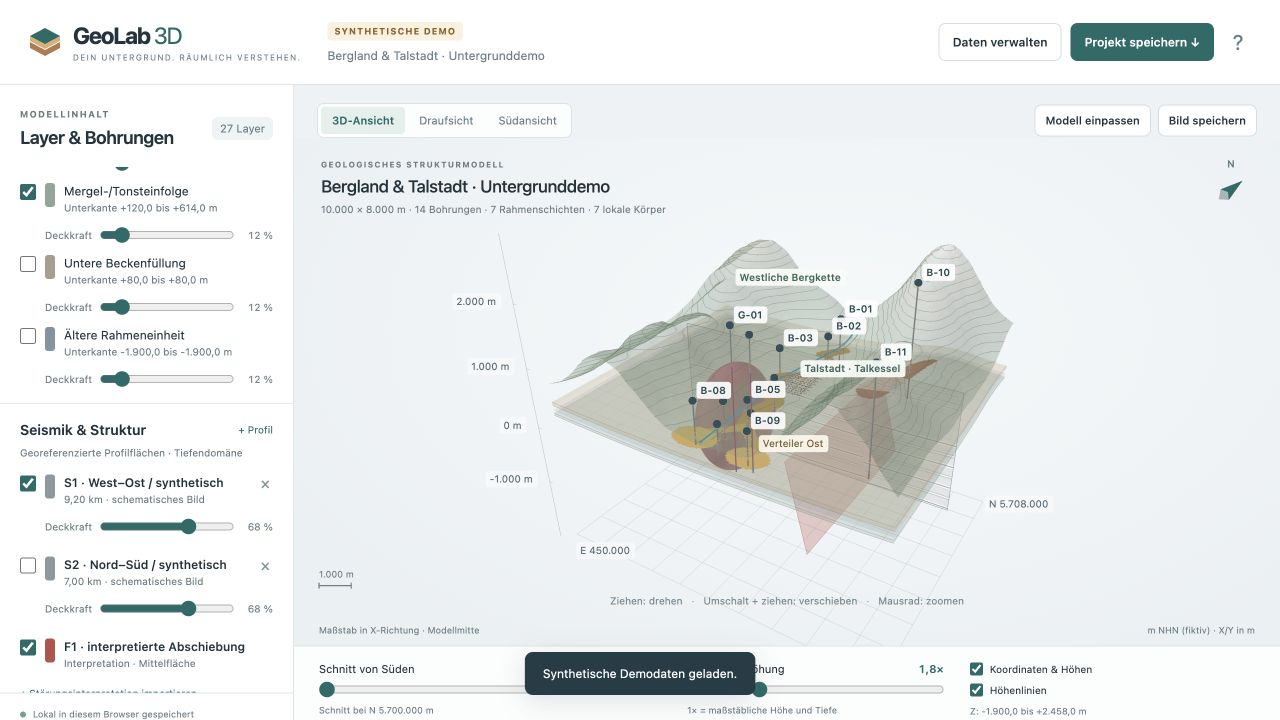 GeoLab 3D
DEIN UNTERGRUND. RÄUMLICH VERSTEHEN.
SYNTHETISCHE DEMO
Bergland & Talstadt · Untergrunddemo
Daten verwalten
Projekt speichern ↓
?
MODELLINHALT
Layer & Bohrungen
27 Layer
Mergel-/Tonsteinfolge
Unterkante +120,0 bis +614,0 m
Deckkraft 12 %
Untere Beckenfüllung
Unterkante +80,0 bis +80,0 m
Deckkraft 12 %
Ältere Rahmeneinheit
Unterkante -1.900,0 bis -1.900,0 m
Deckkraft 12 %
Seismik & Struktur
+ Profil
Georeferenzierte Profilflächen · Tiefendomäne
S1 · West–Ost / synthetisch ×
9,20 km · schematisches Bild
Deckkraft 68 %
S2 · Nord–Süd / synthetisch ×
7,00 km · schematisches Bild
Deckkraft 68 %
F1 · interpretierte Abschiebung
Interpretation · Mittelfläche
Lokal in diesem Browser gespeichert
3D-Ansicht
Draufsicht
Südansicht
Modell einpassen
Bild speichern
GEOLOGISCHES STRUKTURMODELL
Bergland & Talstadt · Untergrunddemo
10.000 × 8.000 m · 14 Bohrungen · 7 Rahmenschichten · 7 lokale Körper
N
Westliche Bergkette
B-10
2.000 m
B-01
G-01
B-02
B-03
B-11
1.000 m
Talstadt · Talkessel
B-08
B-05
B-09
0 m
Verteiler Ost
-1.000 m
N 5.708.000
E 450.000
1.000 m
Ziehen: drehen · Umschalt + ziehen: verschieben · Mausrad: zoomen
Maßstab in X-Richtung · Modellmitte
m NHN (fiktiv) · X/Y in m
Schnitt von Süden
Schnitt bei N 5.700.000 m
Synthetische Demodaten geladen.
öhung
1,8×
1× = maßstäbliche Höhe und Tiefe
Koordinaten & Höhen
Höhenlinien
Z: -1.900,0 bis +2.458,0 m